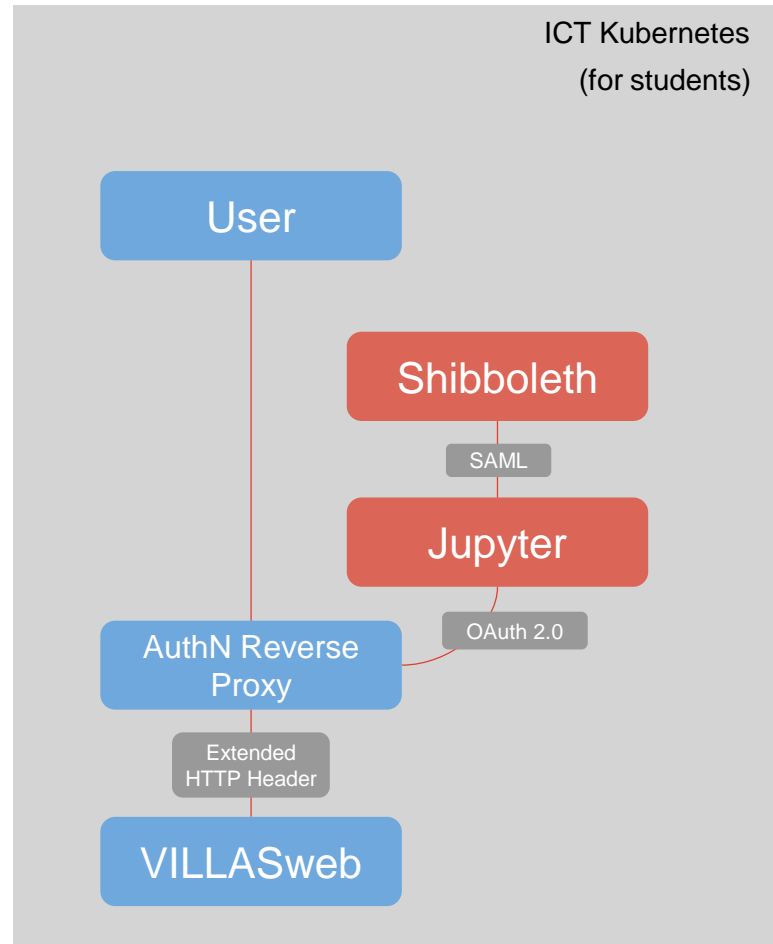 ICT Kubernetes
(for students)
User
Shibboleth
SAML
Jupyter
OAuth 2.0
AuthN Reverse
Proxy
Extended
HTTP Header
VILLASweb